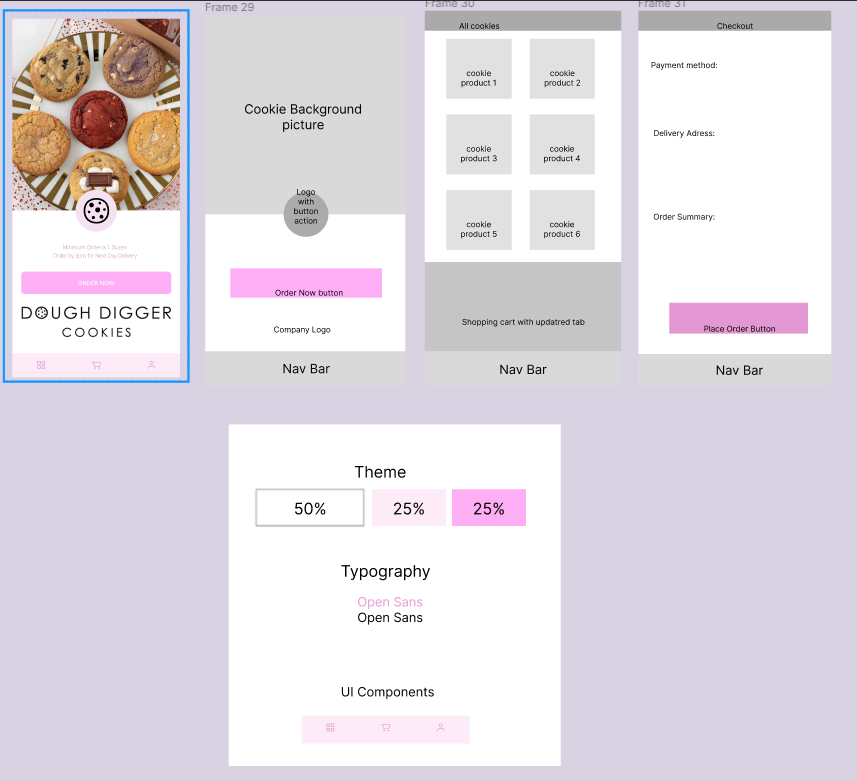 Frame 29
Frame 30
Frame 31
Minimum Order is 1 Dozen
Order by 3pm for Next Day Delivery
ORDER NOW
DOUGH DIGGER
COOKIES
Cookie Background
picture
Logo
with
button
action
Order Now button
Company Logo
Nav Bar
All cookies
cookie
product 1
cookie
product 2
cookie
product 3
cookie
product 4
cookie
product 5
cookie
product 6
Shopping cart with updatred tab
Nav Bar
Checkout
Payment method:
Delivery Adress:
Order Summary:
Place Order Button
Nav Bar
Theme
50%
25%
25%
Typography
Open Sans
Open Sans
UI Components